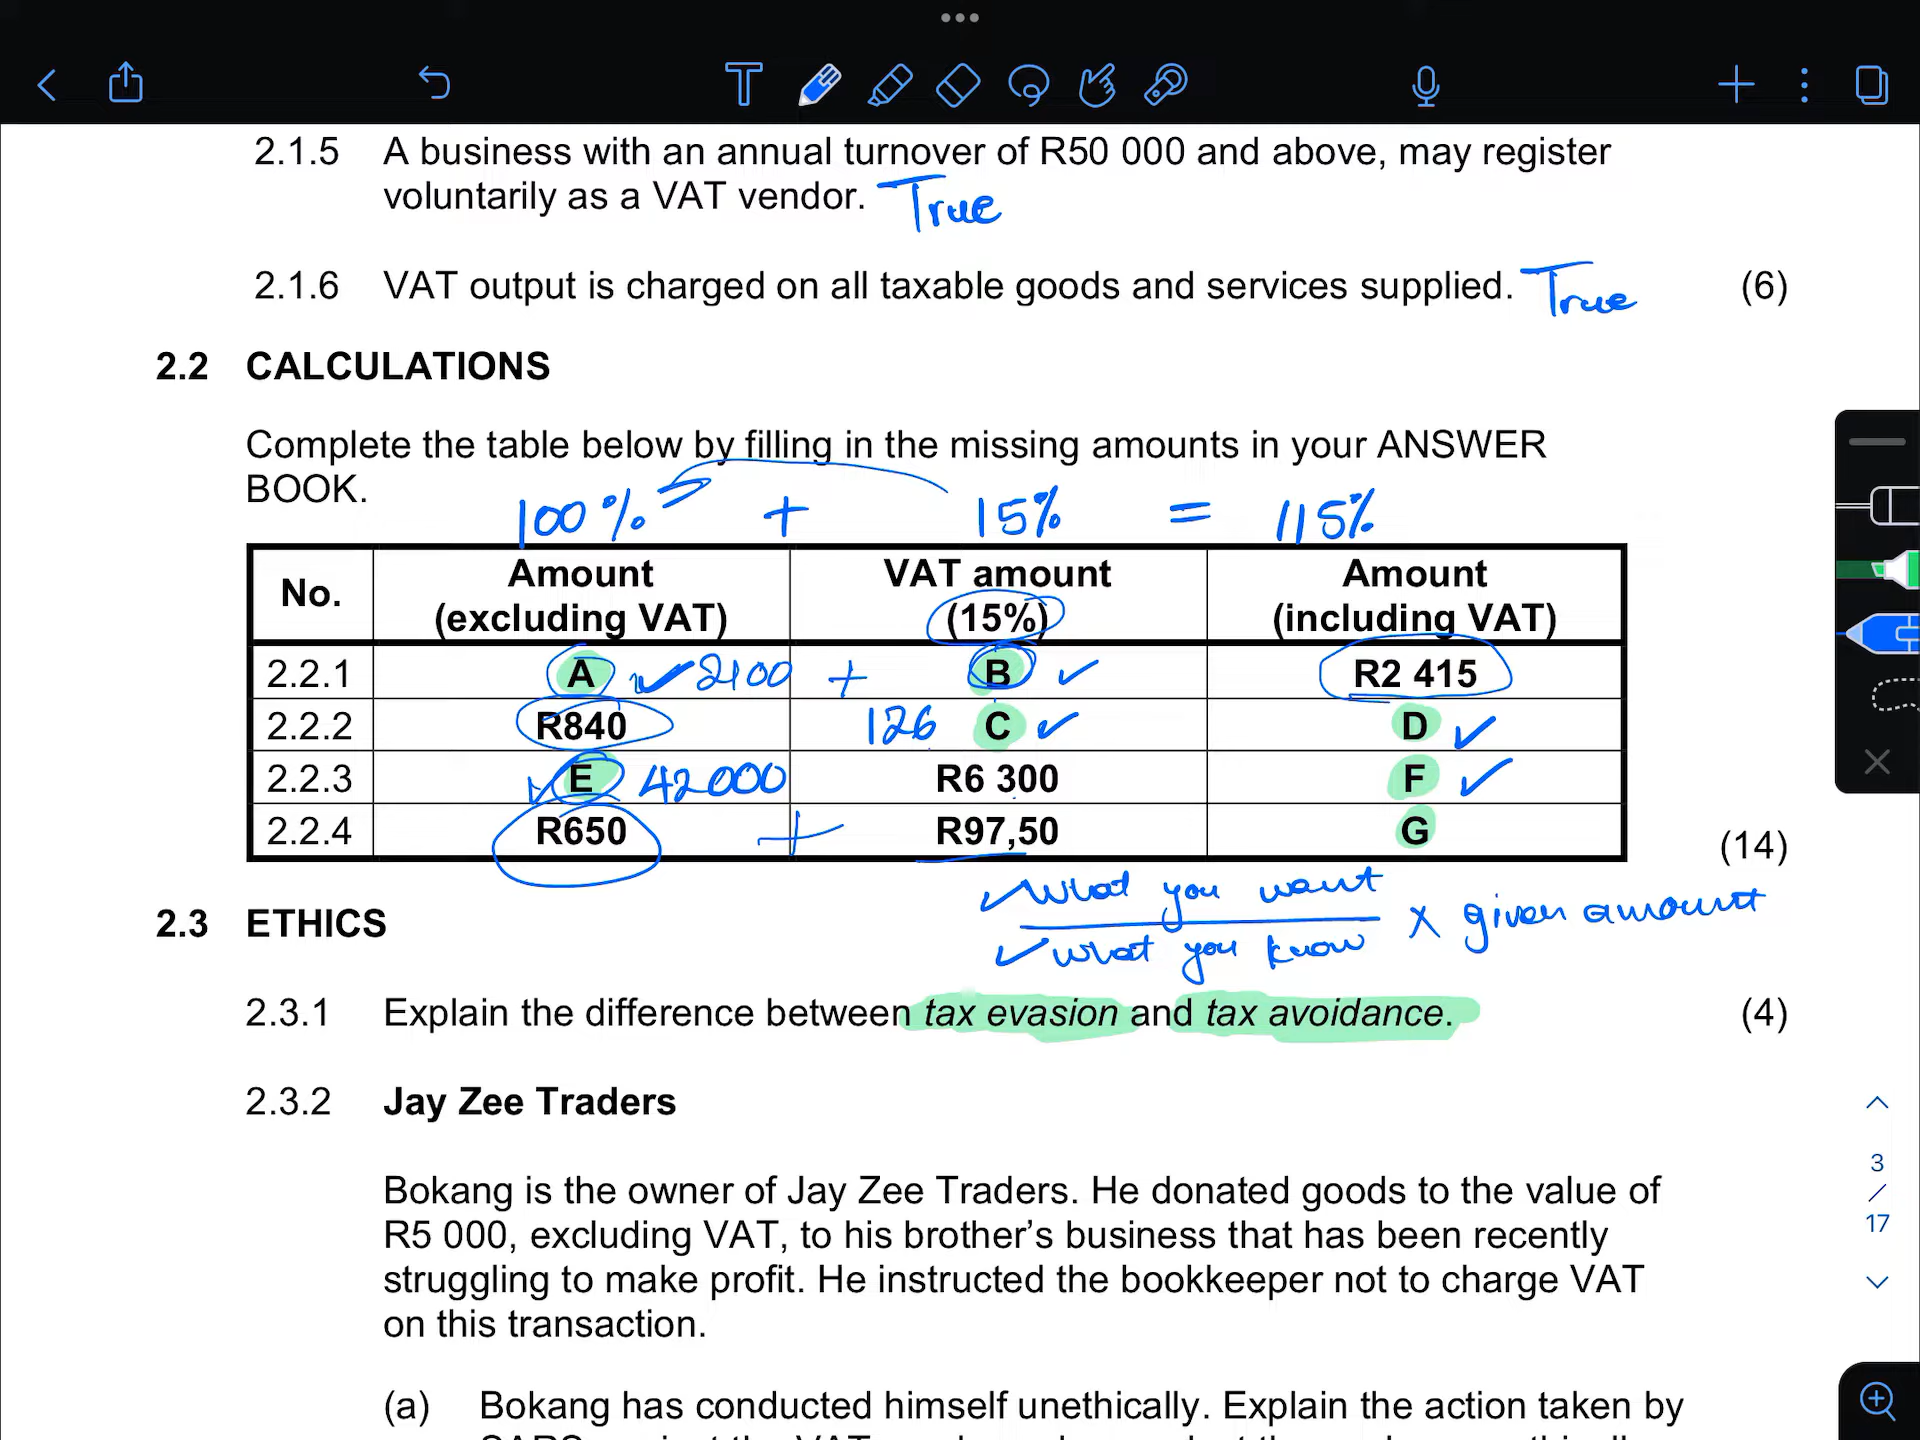 2.1.5 A business with an annual turnover of R50 000 and above, may register
voluntarily as a VAT vendor. True
2.1.6 VAT output is charged on all taxable goods and services supplied. True (6)
2.2 CALCULATIONS
Complete the table below by filling in the missing amounts in your ANSWER
BOOK.
100% + 15% = 115%
No. Amount (excluding VAT) VAT amount (15%) Amount (including VAT)
2.2.1 A ✓ 2100 + B ✓ R2 415
2.2.2 R840 126 C ✓ D ✓
2.2.3 ✓ E 42000 R6 300 F ✓
2.2.4 R650 + R97,50 G (14)
✓ What you want
✓ what you know × given amount
2.3 ETHICS
2.3.1 Explain the difference between tax evasion and tax avoidance. (4)
2.3.2 Jay Zee Traders
Bokang is the owner of Jay Zee Traders. He donated goods to the value of
R5 000, excluding VAT, to his brother's business that has been recently
struggling to make profit. He instructed the bookkeeper not to charge VAT
on this transaction.
(a) Bokang has conducted himself unethically. Explain the action taken by
3
/
17